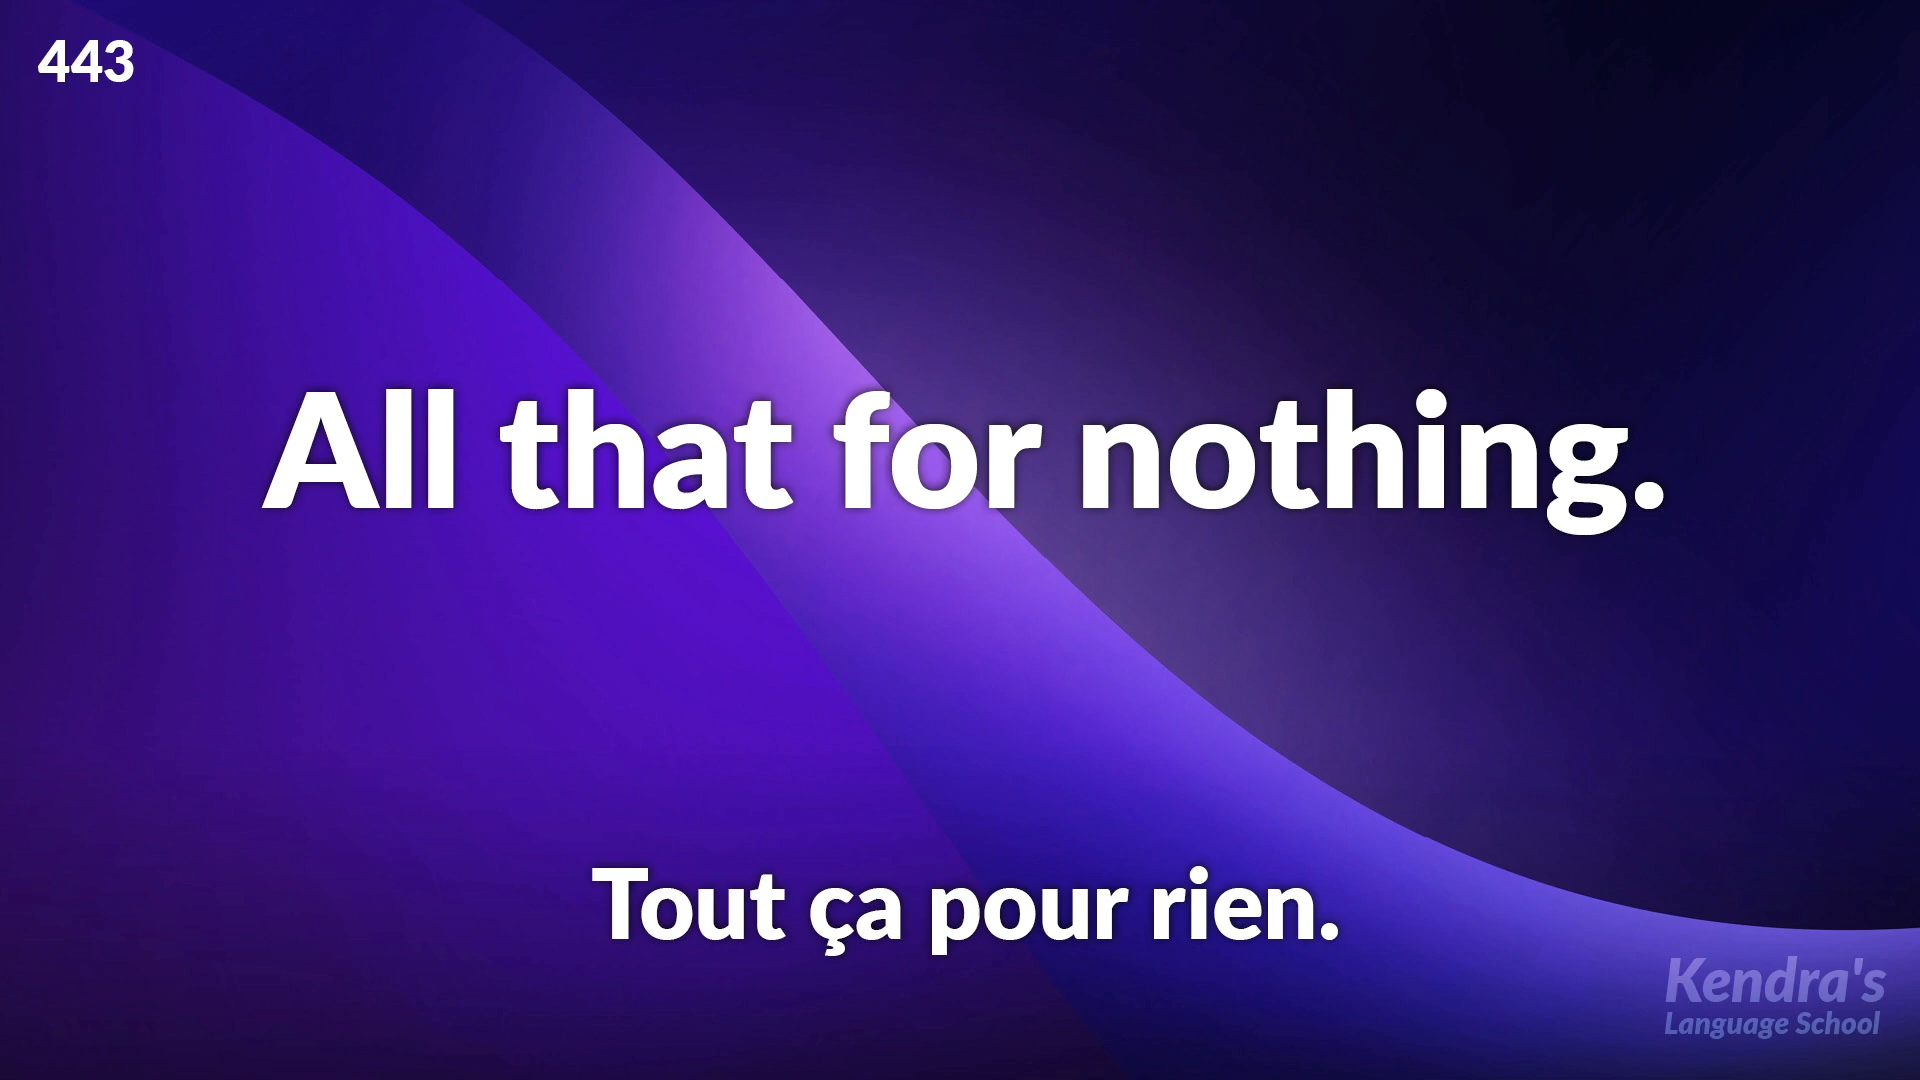 443
All that for nothing.
Tout ça pour rien.
Kendra's
Language School